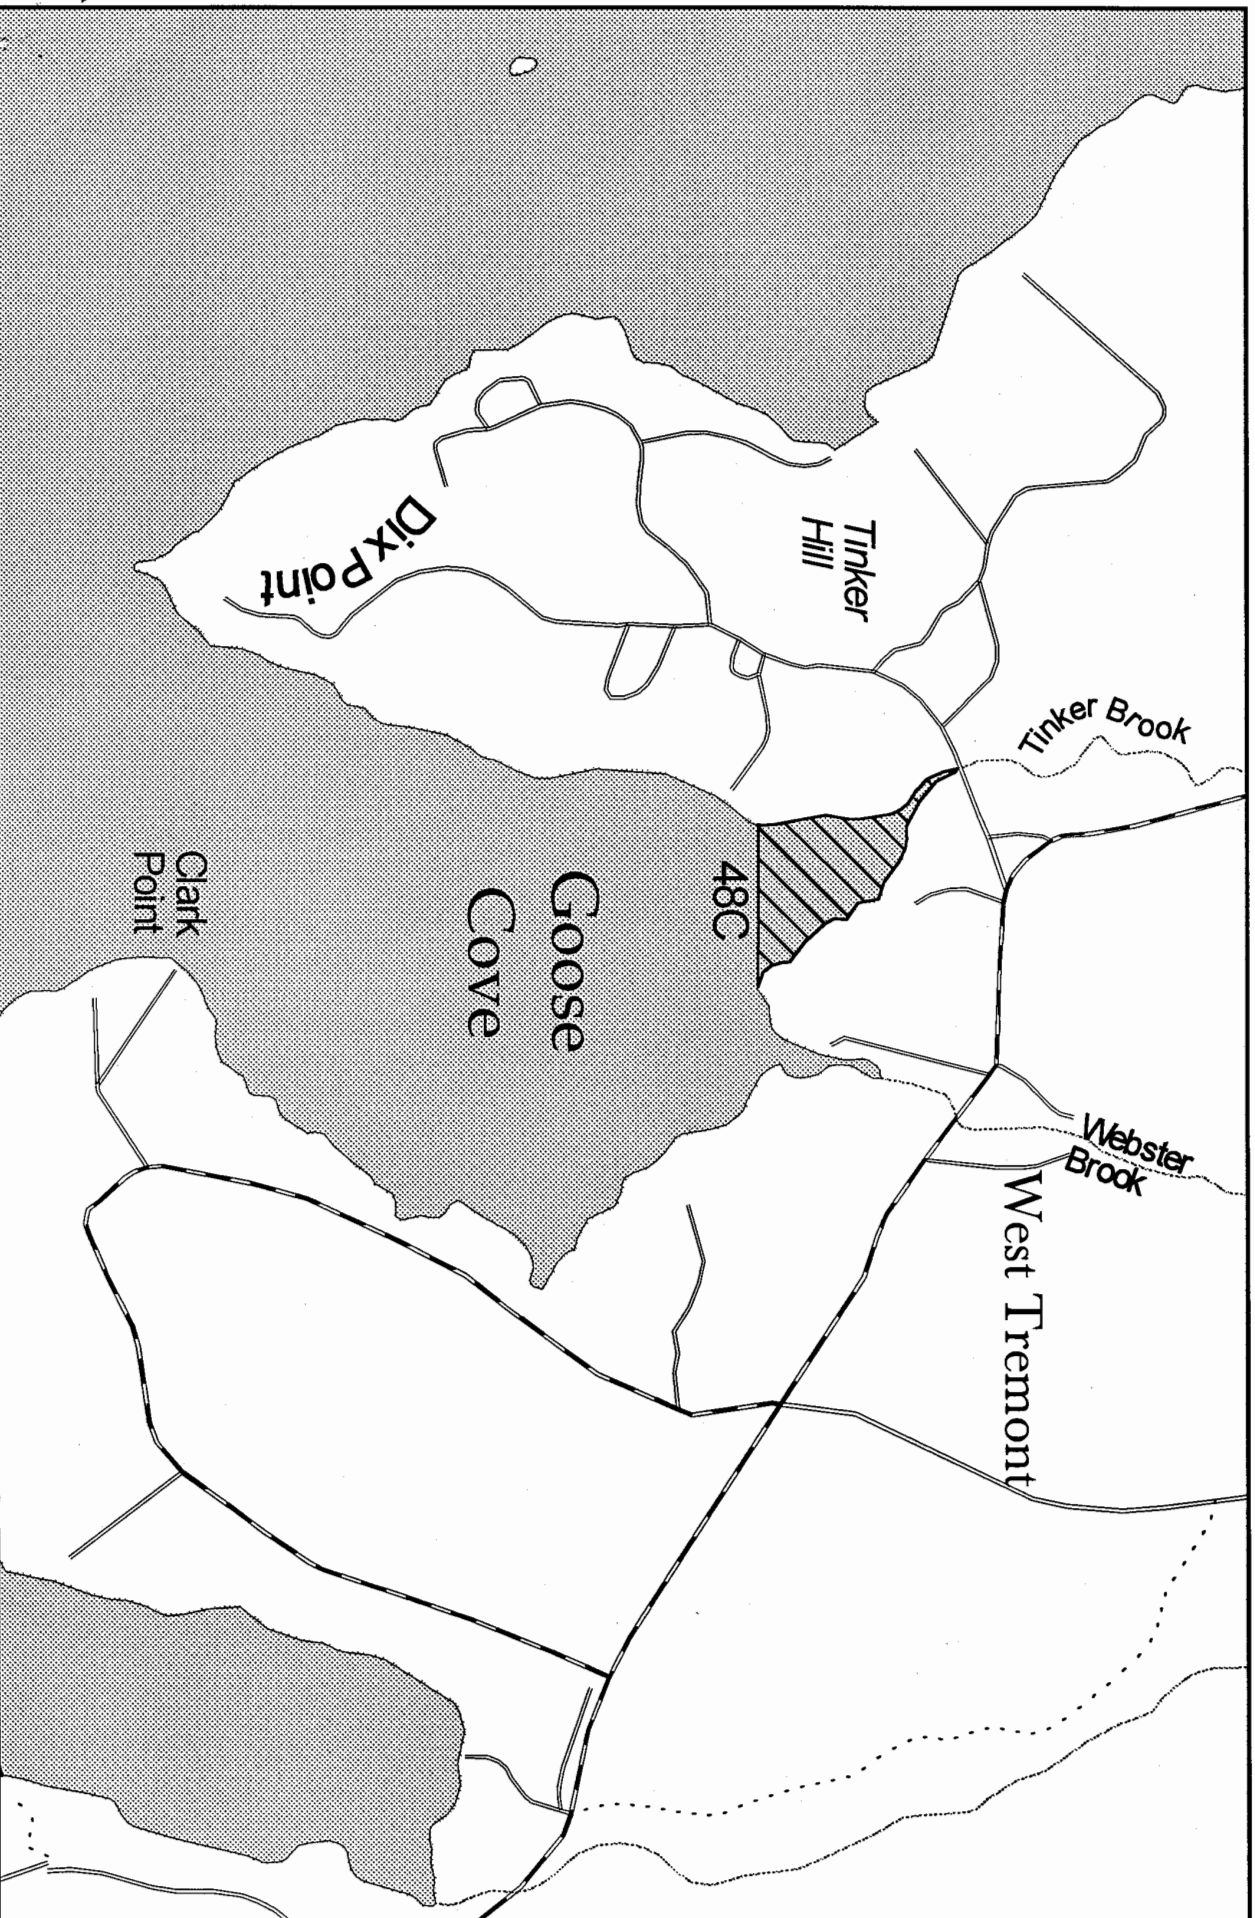 Tinker Brook
Webster
Brook
West Tremont
Tinker
Hill
48C
Goose
Cove
Dix Point
Clark
Point